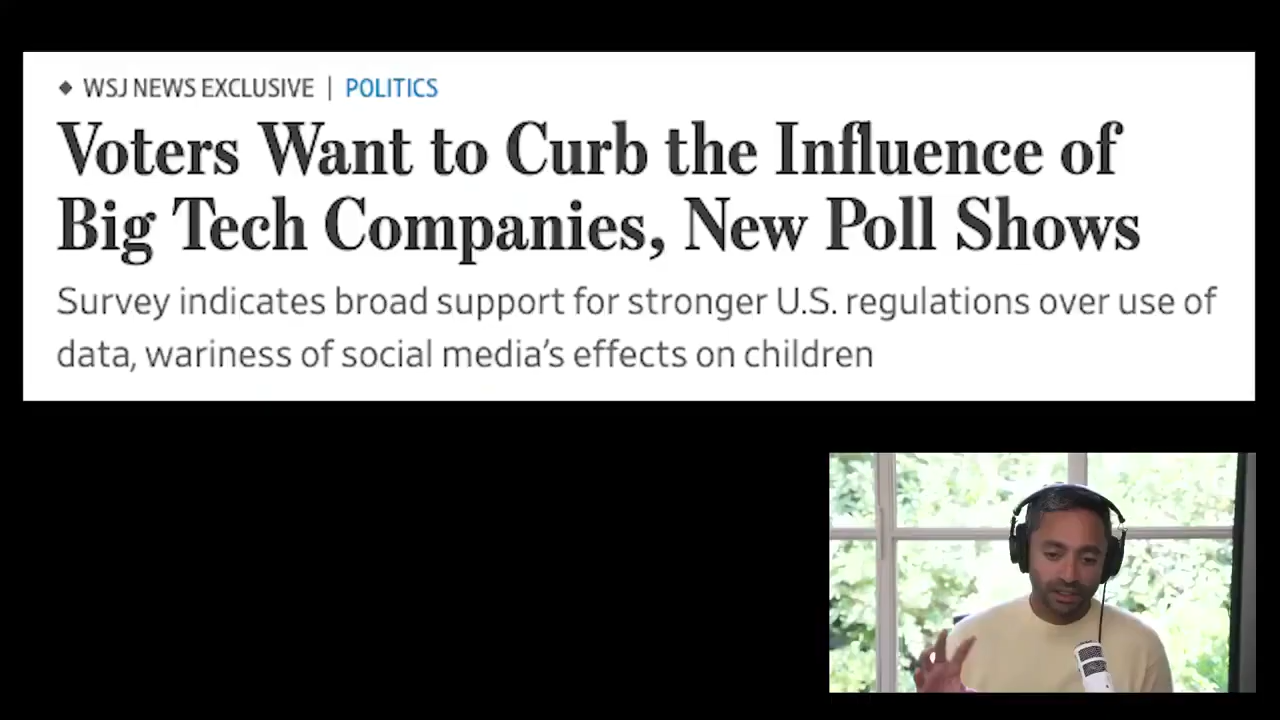 ◆ WSJ NEWS EXCLUSIVE | POLITICS
Voters Want to Curb the Influence of
Big Tech Companies, New Poll Shows
Survey indicates broad support for stronger U.S. regulations over use of
data, wariness of social media’s effects on children